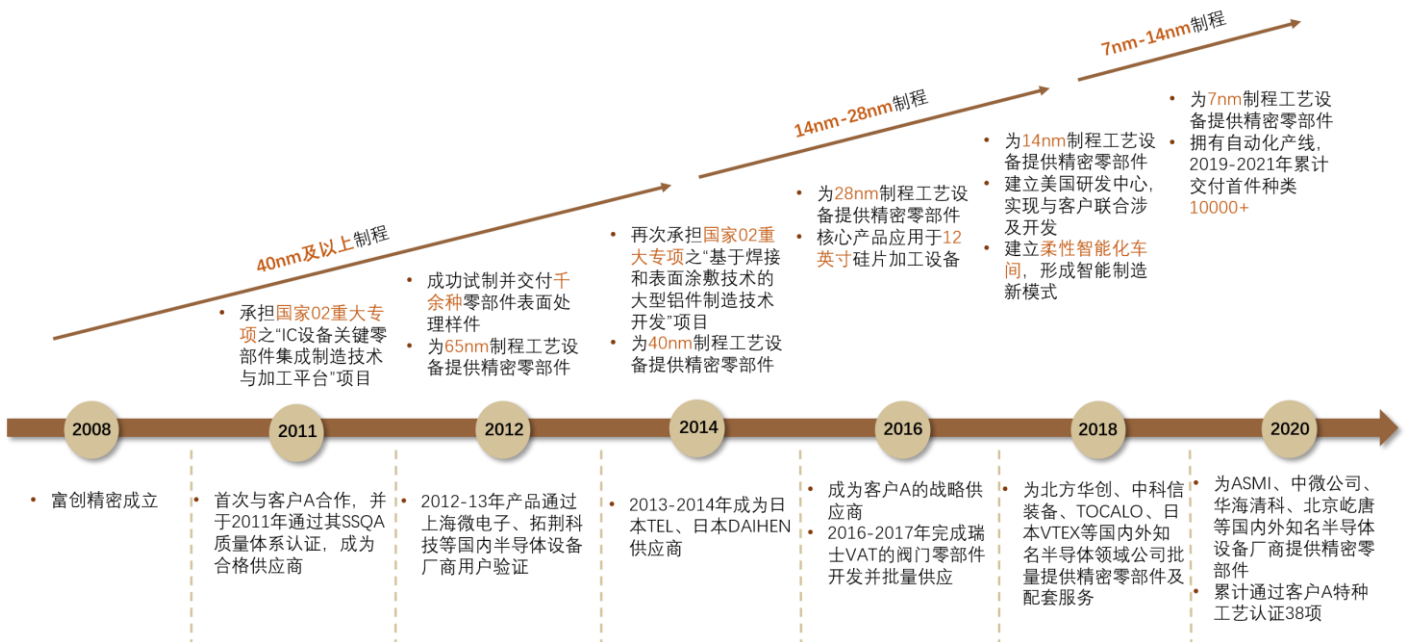 7nm-14nm制程
14nm-28nm制程
40nm及以上制程
• 承担国家02重大专
项之“IC设备关键零
部件集成制造技术
与加工平台”项目
• 成功试制并交付千
余种零部件表面处
理样件
• 为65nm制程工艺设
备提供精密零部件
• 再次承担国家02重
大专项之“基于焊接
和表面涂敷技术的
大型铝件制造技术
开发”项目
• 为40nm制程工艺设
备提供精密零部件
• 为28nm制程工艺设
备提供精密零部件
• 核心产品应用于12
英寸硅片加工设备
• 为14nm制程工艺设
备提供精密零部件
• 建立美国研发中心，
实现与客户联合涉
及开发
• 建立柔性智能化车
间，形成智能制造
新模式
• 为7nm制程工艺设
备提供精密零部件
• 拥有自动化产线，
2019-2021年累计
交付首件种类
10000+
2008
2011
2012
2014
2016
2018
2020
• 富创精密成立
• 首次与客户A合作，并
于2011年通过其SSQA
质量体系认证，成为
合格供应商
• 2012-13年产品通过
上海微电子、拓荆科
技等国内半导体设备
厂商用户验证
• 2013-2014年成为日
本TEL、日本DAIHEN
供应商
• 成为客户A的战略供
应商
• 2016-2017年完成瑞
士VAT的阀门零部件
开发并批量供应
• 为北方华创、中科信
装备、TOCALO、日
本VTEX等国内外知
名半导体领域公司批
量提供精密零部件及
配套服务
• 为ASMI、中微公司、
华海清科、北京屹唐
等国内外知名半导体
设备厂商提供精密零
部件
• 累计通过客户A特种
工艺认证38项